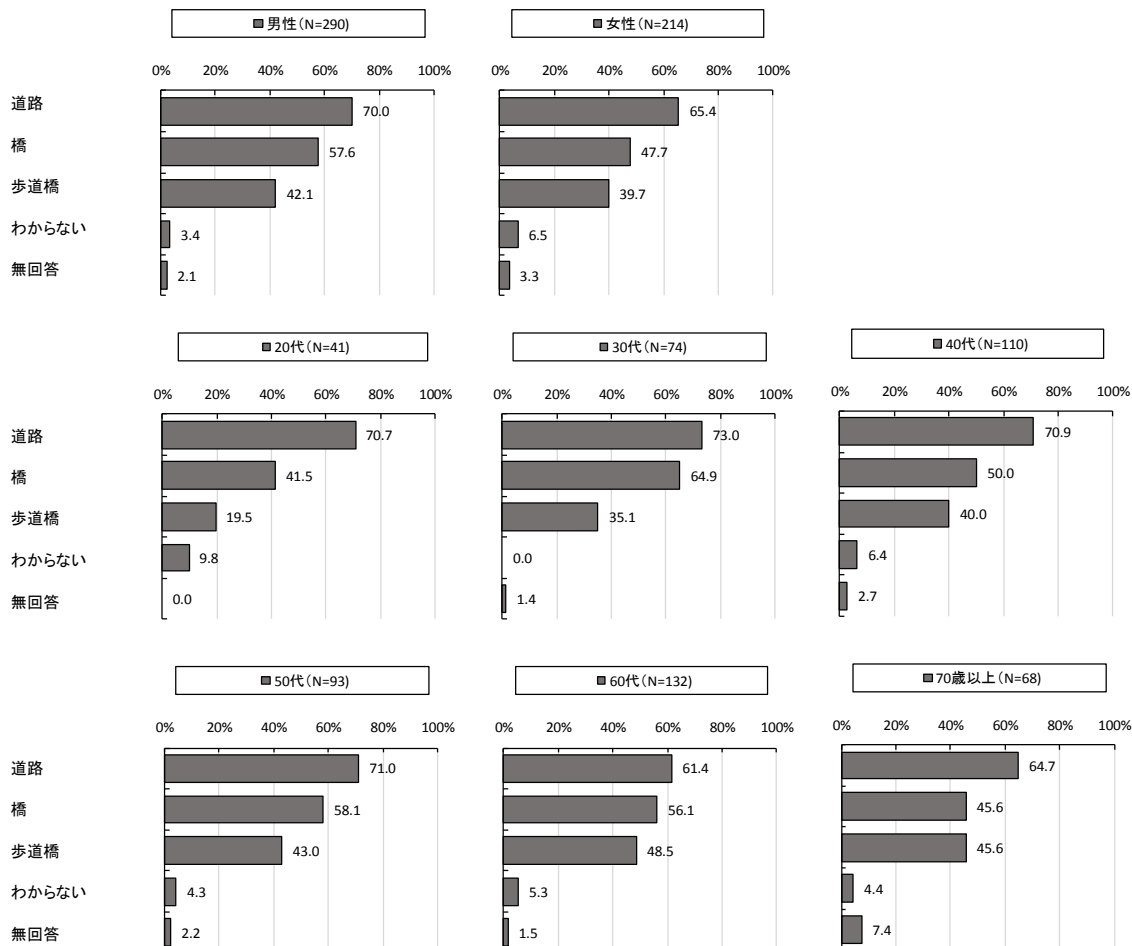 男性(N=290)
女性(N=214)
0% 20% 40% 60% 80% 100%
0% 20% 40% 60% 80% 100%
道路 70.0 65.4
橋 57.6 47.7
歩道橋 42.1 39.7
わからない 3.4 6.5
無回答 2.1 3.3
20代(N=41)
30代(N=74)
40代(N=110)
0% 20% 40% 60% 80% 100%
0% 20% 40% 60% 80% 100%
0% 20% 40% 60% 80% 100%
道路 70.7 73.0 70.9
橋 41.5 64.9 50.0
歩道橋 19.5 35.1 40.0
わからない 9.8 0.0 6.4
無回答 0.0 1.4 2.7
50代(N=93)
60代(N=132)
70歳以上(N=68)
0% 20% 40% 60% 80% 100%
0% 20% 40% 60% 80% 100%
0% 20% 40% 60% 80% 100%
道路 71.0 61.4 64.7
橋 58.1 56.1 45.6
歩道橋 43.0 48.5 45.6
わからない 4.3 5.3 4.4
無回答 2.2 1.5 7.4